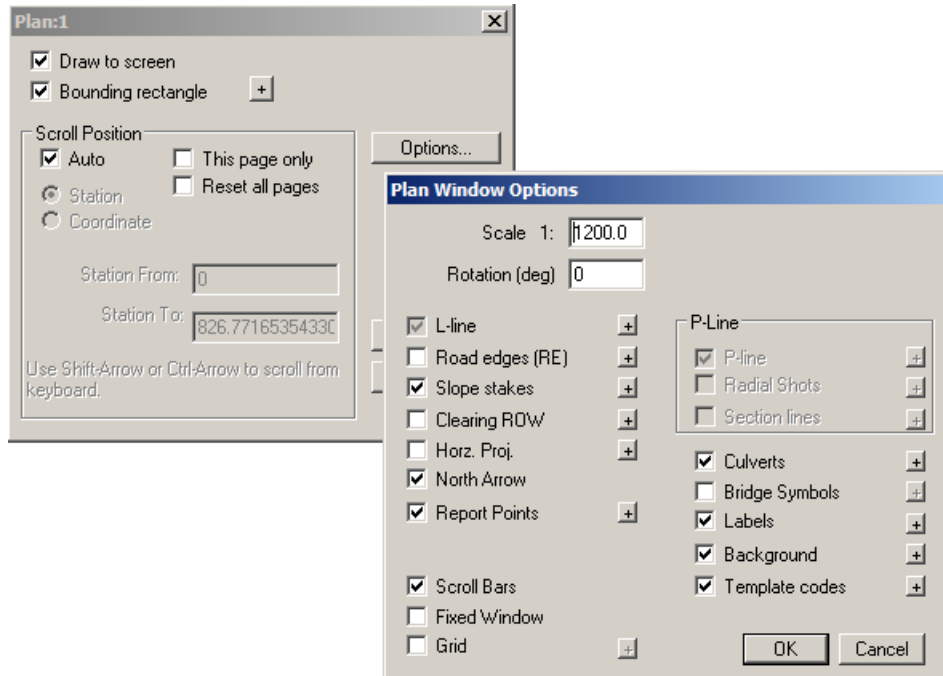 Plan:1
Draw to screen
Bounding rectangle +
Scroll Position
Auto
This page only
Reset all pages
Station
Coordinate
Station From: 0
Station To: 826.7716535433(
Use Shift-Arrow or Ctrl-Arrow to scroll from
keyboard.
Options...
Plan Window Options
Scale 1: 1200.0
Rotation (deg) 0
L-line +
Road edges (RE) +
Slope stakes +
Clearing ROW +
Horz. Proj. +
North Arrow
Report Points +
Scroll Bars
Fixed Window
Grid +
P-Line
P-line +
Radial Shots +
Section lines +
Culverts +
Bridge Symbols +
Labels +
Background +
Template codes +
OK
Cancel